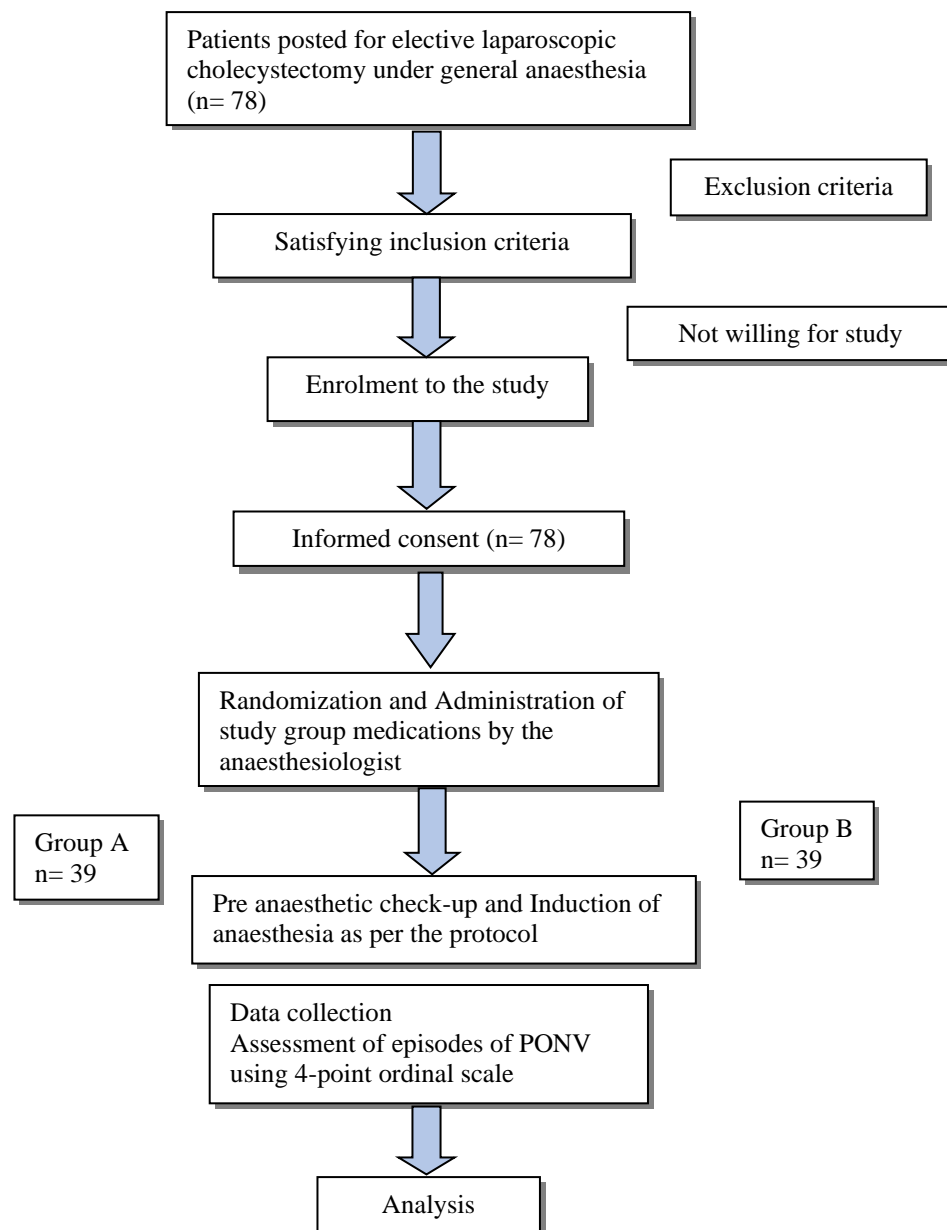 Patients posted for elective laparoscopic
cholecystectomy under general anaesthesia
(n= 78)
Exclusion criteria
Satisfying inclusion criteria
Not willing for study
Enrolment to the study
Informed consent (n= 78)
Randomization and Administration of
study group medications by the
anaesthesiologist
Group A
n= 39
Group B
n= 39
Pre anaesthetic check-up and Induction of
anaesthesia as per the protocol
Data collection
Assessment of episodes of PONV
using 4-point ordinal scale
Analysis